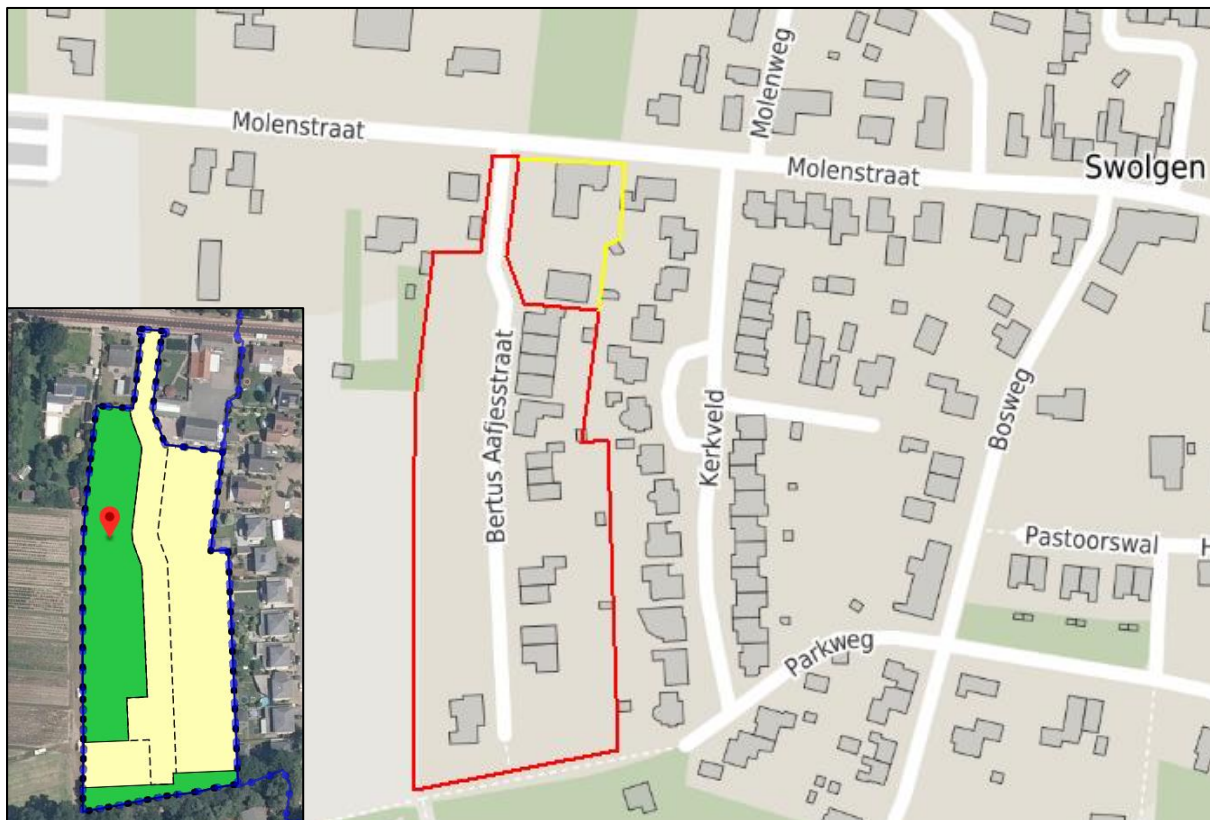 Molenstraat
Molenweg
Molenstraat
Swolgen
Bertus Aafjesstraat
Kerkveld
Bosweg
Pastoorswal
H
Parkweg